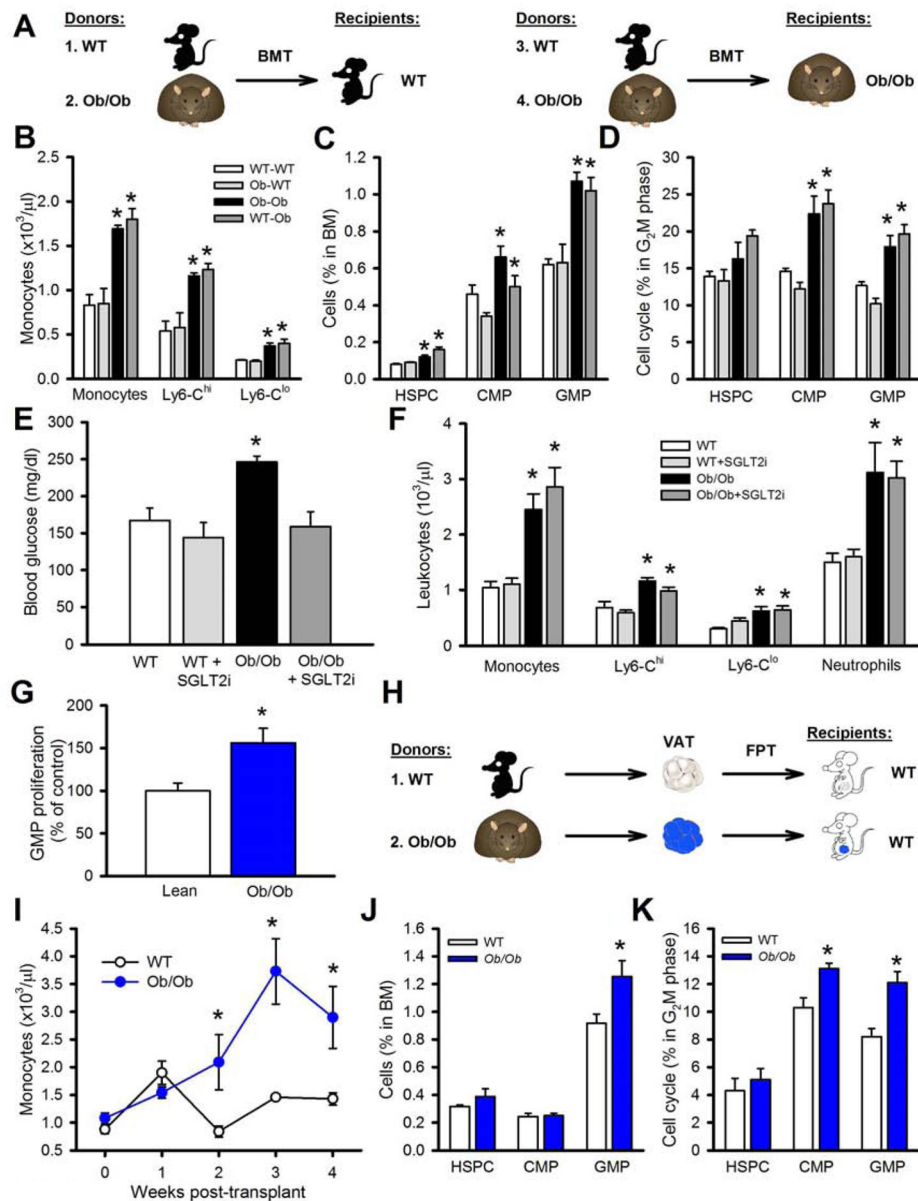 A
Donors:
Recipients:
1. WT
BMT
WT
2. Ob/Ob
Donors:
Recipients:
3. WT
BMT
Ob/Ob
4. Ob/Ob
B
Monocytes (x10³/µl)
2.5
2.0
1.5
1.0
0.5
0.0
WT-WT
Ob-WT
Ob-Ob
WT-Ob
* * * * * *
Monocytes Ly6-Cʰⁱ Ly6-Cˡᵒ
C
Cells (% in BM)
1.2
1.0
0.8
0.6
0.4
0.2
0.0
* * * * * *
HSPC CMP GMP
D
Cell cycle (% in G₂M phase)
30
25
20
15
10
5
0
* * * *
HSPC CMP GMP
E
Blood glucose (mg/dl)
300
250
200
150
100
50
0
*
WT WT + SGLT2i Ob/Ob Ob/Ob + SGLT2i
F
Leukocytes (10³/µl)
4
3
2
1
0
WT
WT+SGLT2i
Ob/Ob
Ob/Ob+SGLT2i
* * * * * * * *
Monocytes Ly6-Cʰⁱ Ly6-Cˡᵒ Neutrophils
G
GMP proliferation
(% of control)
200
150
100
50
0
*
Lean Ob/Ob
H
Donors:
VAT
FPT
Recipients:
1. WT
WT
2. Ob/Ob
WT
I
Monocytes (x10³/µl)
4.5
4.0
3.5
3.0
2.5
2.0
1.5
1.0
0.5
WT
Ob/Ob
* * *
0 1 2 3 4
Weeks post-transplant
J
Cells (% in BM)
1.6
1.4
1.2
1.0
0.8
0.6
0.4
0.2
0.0
WT
Ob/Ob
*
HSPC CMP GMP
K
Cell cycle (% in G₂M phase)
16
14
12
10
8
6
4
2
0
WT
Ob/Ob
* *
HSPC CMP GMP